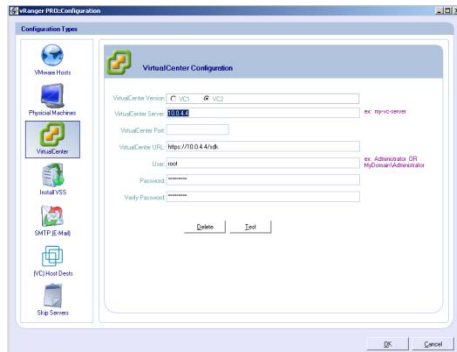 vRanger PRO::Configuration
Configuration Types
VMware Hosts
Physical Machines
VirtualCenter
Install VSS
SMTP (E-Mail)
(VC) Host Dests
Skip Servers
VirtualCenter Configuration
VirtualCenter Version: VC1 VC2
VirtualCenter Server: 10.0.4.4 ex: my-vc-server
VirtualCenter Port:
VirtualCenter URL: https://10.0.4.4/sdk
User: root ex: Administrator OR
MyDomain\Administrator
Password: ********
Verify Password: ********
Delete Test
OK Cancel